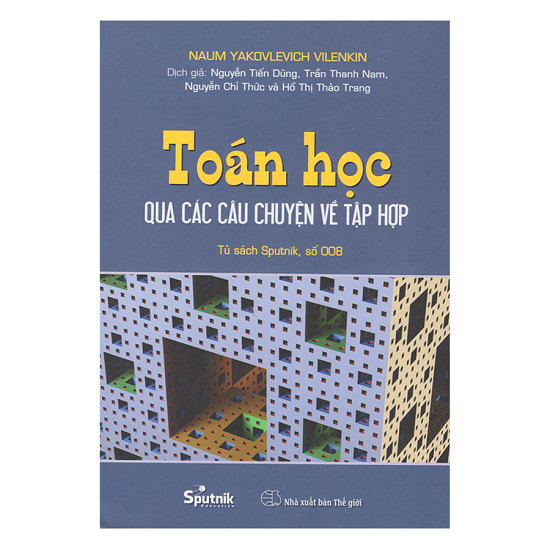 NAUM YAKOVLEVICH VILENKIN
Dịch giả: Nguyễn Tiến Dũng, Trần Thanh Nam,
Nguyễn Chí Thức và Hồ Thị Thảo Trang
Toán học
QUA CÁC CÂU CHUYỆN VỀ TẬP HỢP
Tủ sách Sputnik, số 008
Sputnik
Education
Nhà xuất bản Thế giới